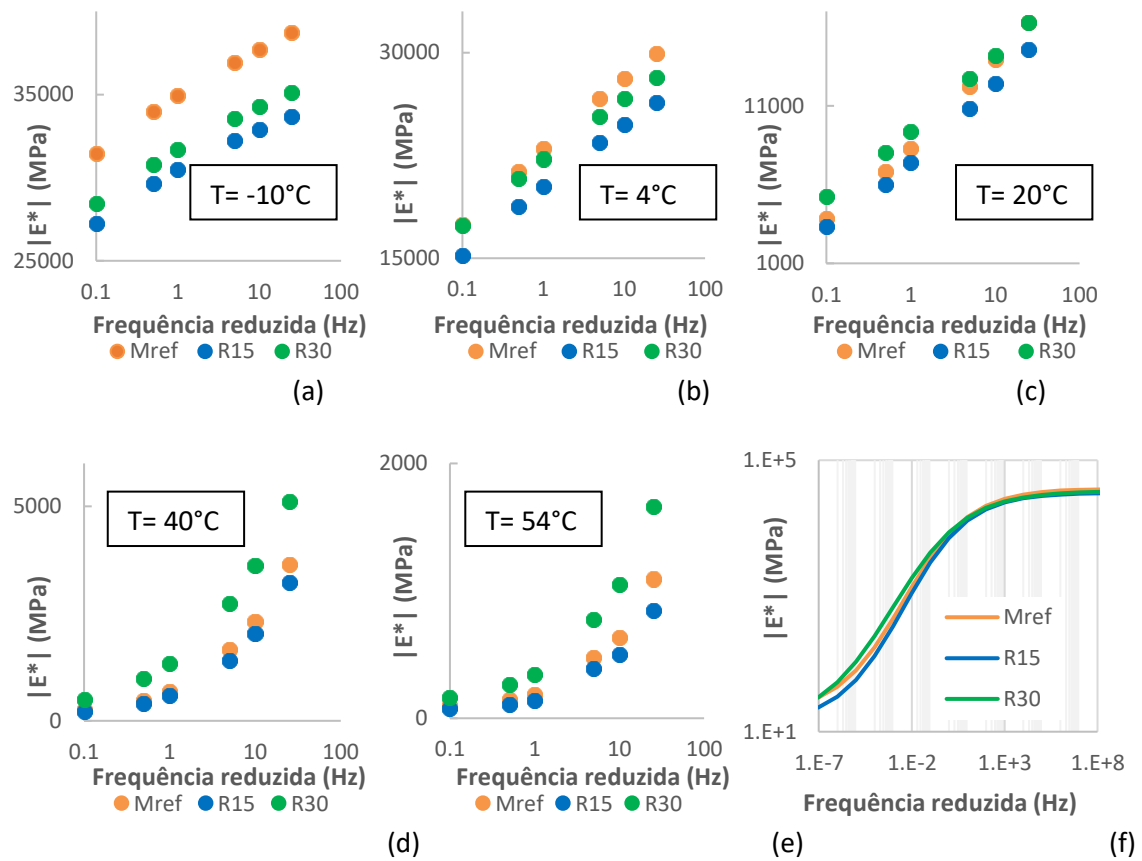 |E*| (MPa)
35000
25000
T= -10°C
0.1 1 10 100
Frequência reduzida (Hz)
Mref R15 R30
(a)
|E*| (MPa)
30000
15000
T= 4°C
0.1 1 10 100
Frequência reduzida (Hz)
Mref R15 R30
(b)
|E*| (MPa)
11000
1000
T= 20°C
0.1 1 10 100
Frequência reduzida (Hz)
Mref R15 R30
(c)
|E*| (MPa)
5000
0
T= 40°C
0.1 1 10 100
Frequência reduzida (Hz)
Mref R15 R30
(d)
|E*| (MPa)
2000
0
T= 54°C
0.1 1 10 100
Frequência reduzida (Hz)
Mref R15 R30
(e)
|E*| (MPa)
1.E+5
1.E+1
Mref
R15
R30
1.E-7 1.E-2 1.E+3 1.E+8
Frequência reduzida (Hz)
(f)